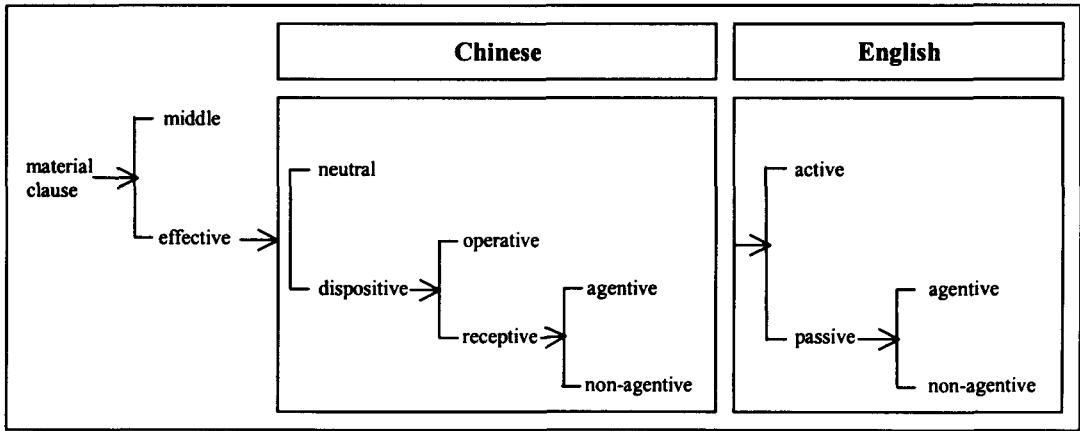 Chinese
English
middle
material
clause
effective
neutral
dispositive
operative
receptive
agentive
non-agentive
active
passive
agentive
non-agentive